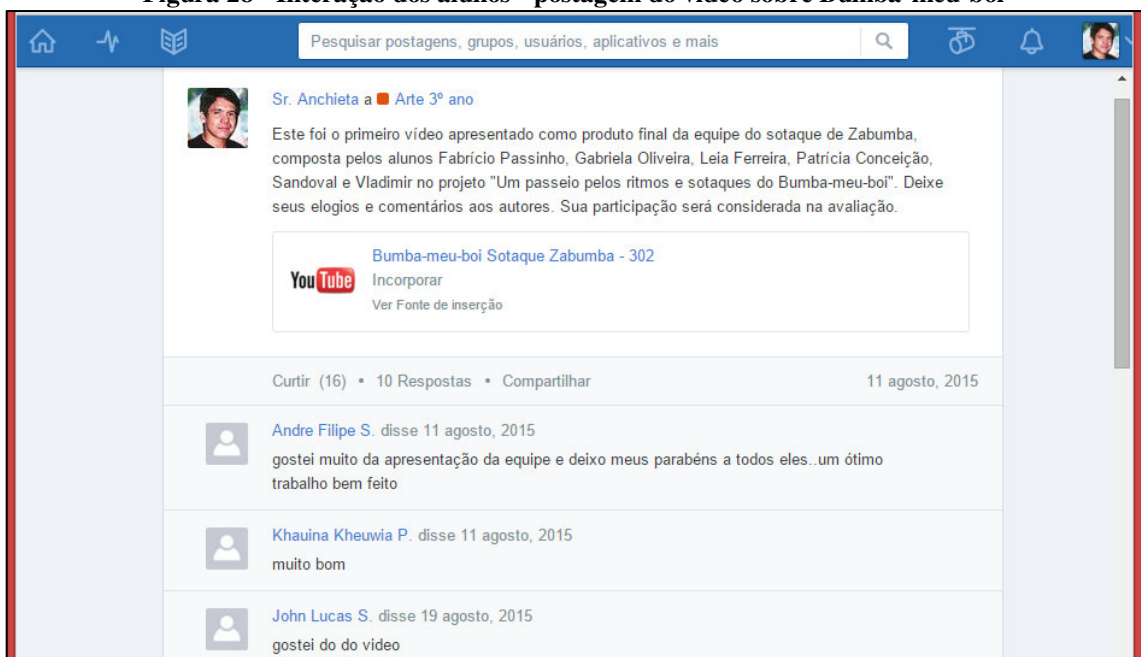 Pesquisar postagens, grupos, usuários, aplicativos e mais
Sr. Anchieta a Arte 3º ano
Este foi o primeiro vídeo apresentado como produto final da equipe do sotaque de Zabumba,
composta pelos alunos Fabrício Passinho, Gabriela Oliveira, Leia Ferreira, Patrícia Conceição,
Sandoval e Vladimir no projeto "Um passeio pelos ritmos e sotaques do Bumba-meu-boi". Deixe
seus elogios e comentários aos autores. Sua participação será considerada na avaliação.
You Tube
Bumba-meu-boi Sotaque Zabumba - 302
Incorporar
Ver Fonte de inserção
Curtir (16) • 10 Respostas • Compartilhar 11 agosto, 2015
Andre Filipe S. disse 11 agosto, 2015
gostei muito da apresentação da equipe e deixo meus parabéns a todos eles..um ótimo
trabalho bem feito
Khauina Kheuwia P. disse 11 agosto, 2015
muito bom
John Lucas S. disse 19 agosto, 2015
gostei do do video